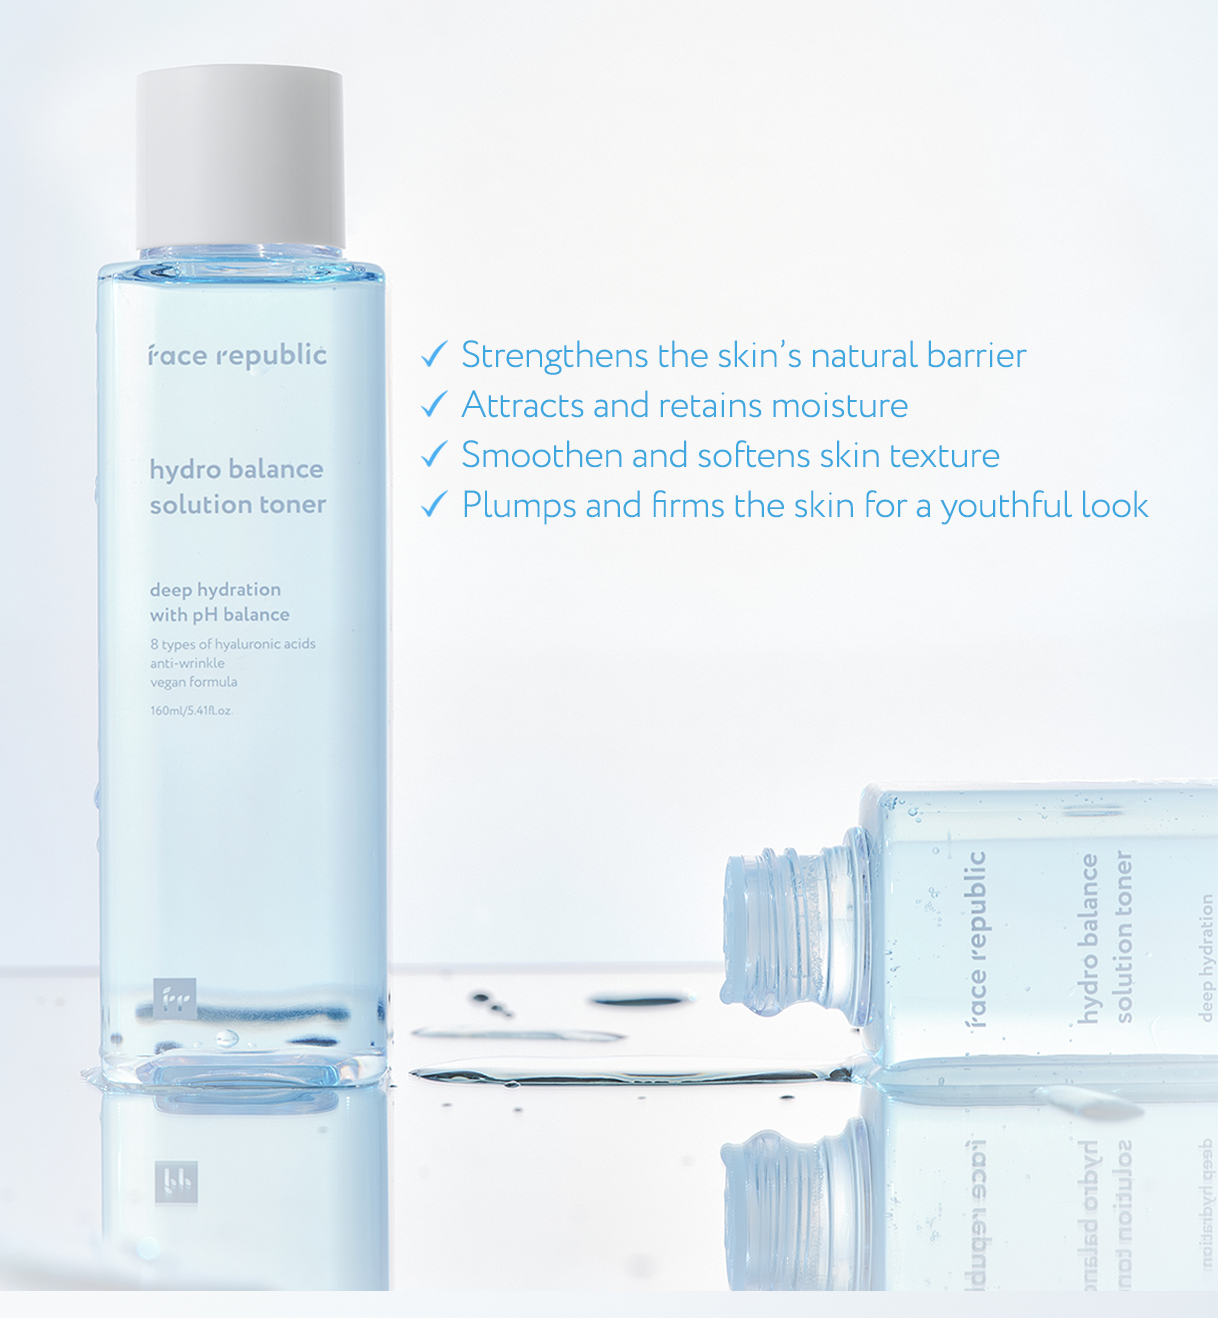 face republic
hydro balance
solution toner
deep hydration
with pH balance
8 types of hyaluronic acids
anti-wrinkle
vegan formula
160ml/5.41fl.oz.
Strengthens the skin's natural barrier
Attracts and retains moisture
Smoothen and softens skin texture
Plumps and firms the skin for a youthful look
fr
face republic
hydro balance
solution toner
deep hydration